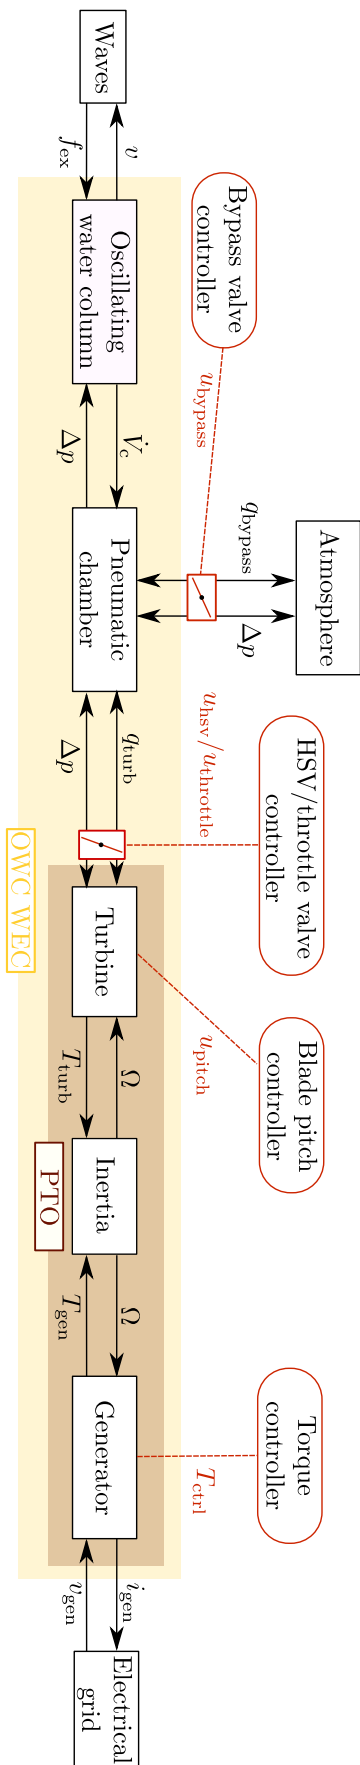 Atmosphere
Bypass valve
controller
HSV/throttle valve
controller
Blade pitch
controller
Torque
controller
q_bypass
Δp
u_bypass
u_hsv/u_throttle
u_pitch
T_ctrl
Waves
v
f_ex
Oscillating
water column
V̇_c
Δp
Pneumatic
chamber
q_turb
Δp
Turbine
Ω
T_turb
Inertia
Ω
T_gen
Generator
i_gen
v_gen
Electrical
grid
OWC WEC
PTO